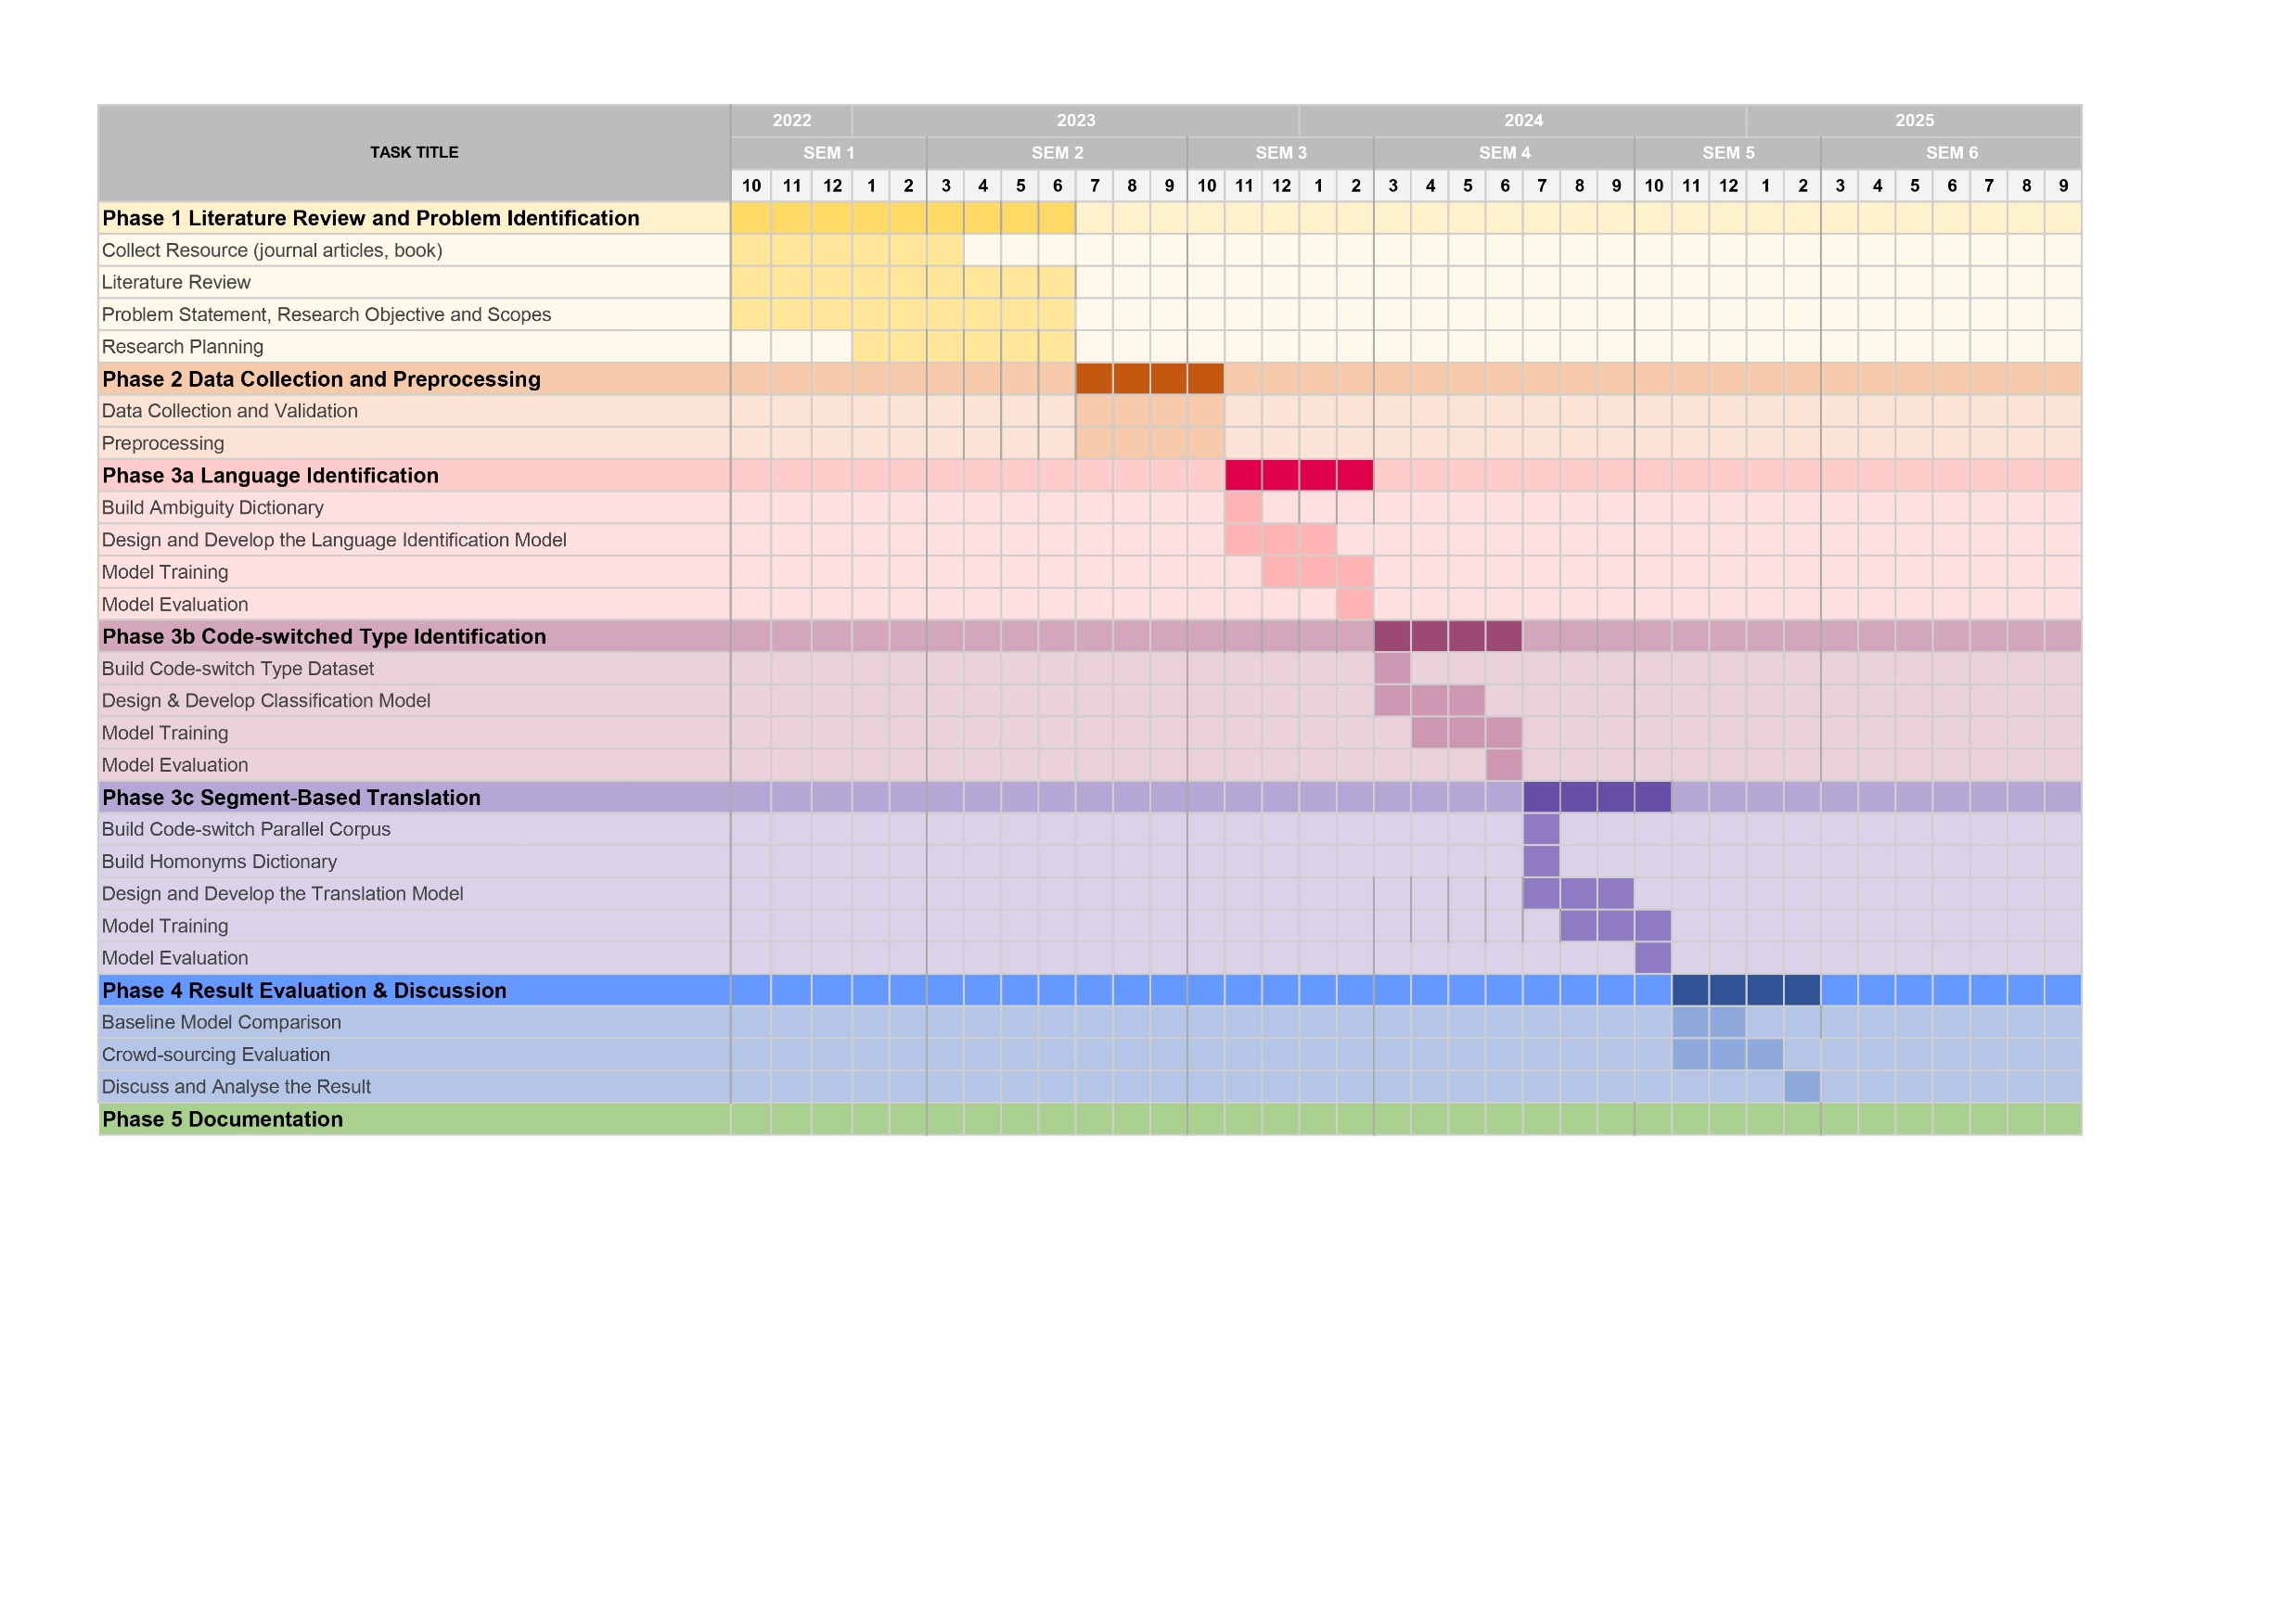 2022 2023 2024 2025
TASK TITLE SEM 1 SEM 2 SEM 3 SEM 4 SEM 5 SEM 6
10 11 12 1 2 3 4 5 6 7 8 9 10 11 12 1 2 3 4 5 6 7 8 9 10 11 12 1 2 3 4 5 6 7 8 9
Phase 1 Literature Review and Problem Identification
Collect Resource (journal articles, book)
Literature Review
Problem Statement, Research Objective and Scopes
Research Planning
Phase 2 Data Collection and Preprocessing
Data Collection and Validation
Preprocessing
Phase 3a Language Identification
Build Ambiguity Dictionary
Design and Develop the Language Identification Model
Model Training
Model Evaluation
Phase 3b Code-switched Type Identification
Build Code-switch Type Dataset
Design & Develop Classification Model
Model Training
Model Evaluation
Phase 3c Segment-Based Translation
Build Code-switch Parallel Corpus
Build Homonyms Dictionary
Design and Develop the Translation Model
Model Training
Model Evaluation
Phase 4 Result Evaluation & Discussion
Baseline Model Comparison
Crowd-sourcing Evaluation
Discuss and Analyse the Result
Phase 5 Documentation